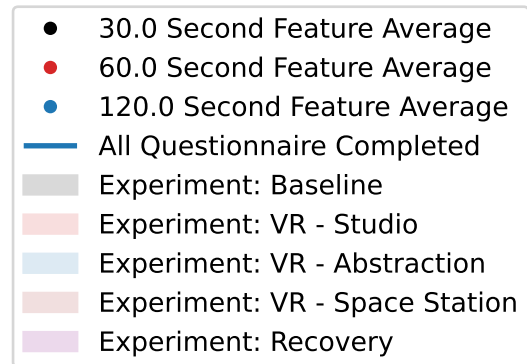 30.0 Second Feature Average
60.0 Second Feature Average
120.0 Second Feature Average
All Questionnaire Completed
Experiment: Baseline
Experiment: VR - Studio
Experiment: VR - Abstraction
Experiment: VR - Space Station
Experiment: Recovery